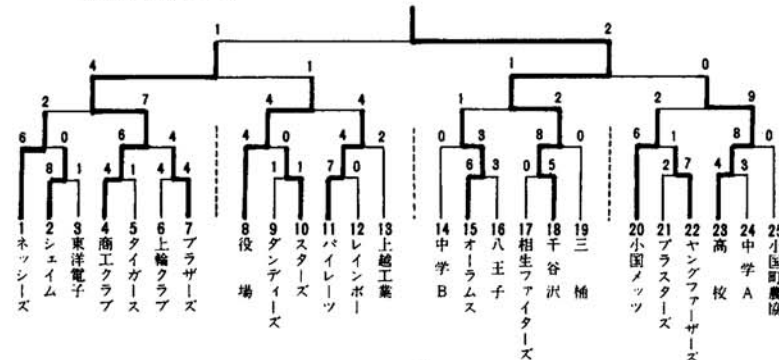 1 2
4 1 1 0
2 7 4 4 1 2 2 9
6 0 6 4 4 0 4 2 0 3 8 0 6 1 8 0
8 1 4 1 4 4 1 1 7 0 6 3 0 5 2 7 4 3
1 ネッシーズ
2 シェイム
3 東洋電子
4 商工クラブ
5 タイガース
6 上輪クラブ
7 ブラザーズ
8 役場
9 ダンディーズ
10 スターズ
11 パイレーツ
12 レインボー
13 上越工業
14 中学B
15 オーラムス
16 八王子
17 相生ファイターズ
18 千谷沢
19 三桶
20 小国メッツ
21 ブラスターズ
22 ヤングファーザーズ
23 高校
24 中学A
25 小国町農協